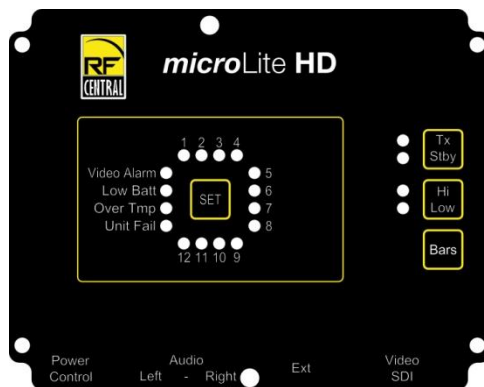 RF
CENTRAL
microLite HD
1 2 3 4
Tx
Stby
Video Alarm
Low Batt
Over Tmp
Unit Fail
SET
5
6
7
8
Hi
Low
Bars
12 11 10 9
Power
Control
Audio
Left - Right
Ext
Video
SDI